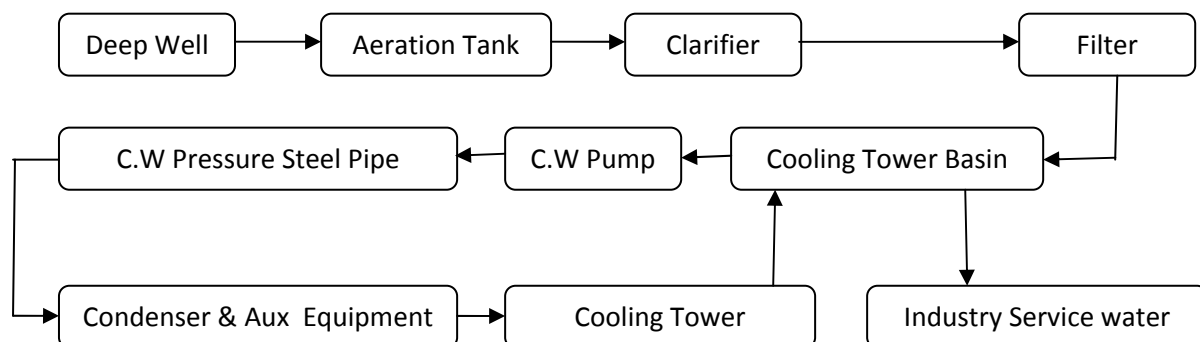 Deep Well
Aeration Tank
Clarifier
Filter
C.W Pressure Steel Pipe
C.W Pump
Cooling Tower Basin
Condenser & Aux Equipment
Cooling Tower
Industry Service water